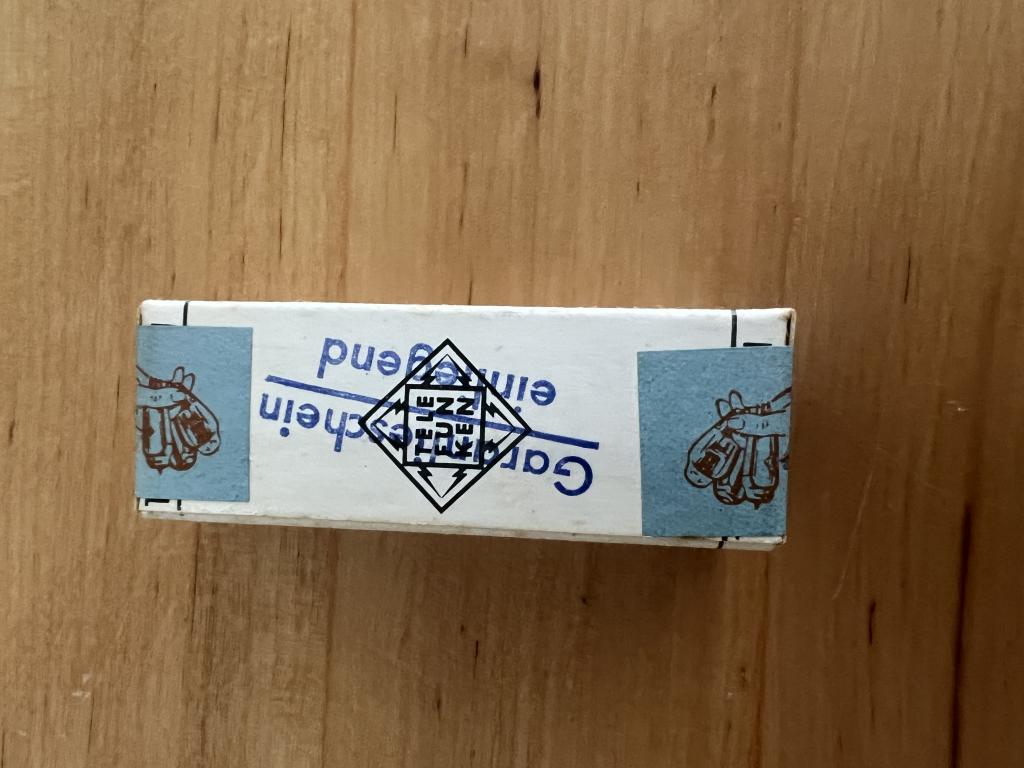 TELE
FUN
KEN
Garantieschein
einliegend